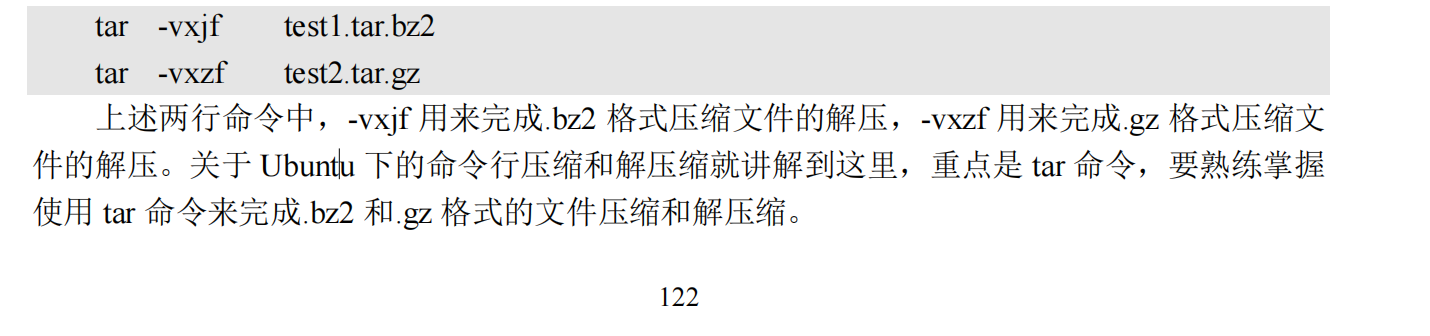 tar -vxjf test1.tar.bz2
tar -vxzf test2.tar.gz
上述两行命令中，-vxjf 用来完成.bz2 格式压缩文件的解压，-vxzf 用来完成.gz 格式压缩文
件的解压。关于 Ubuntu 下的命令行压缩和解压缩就讲解到这里，重点是 tar 命令，要熟练掌握
使用 tar 命令来完成.bz2 和.gz 格式的文件压缩和解压缩。
122